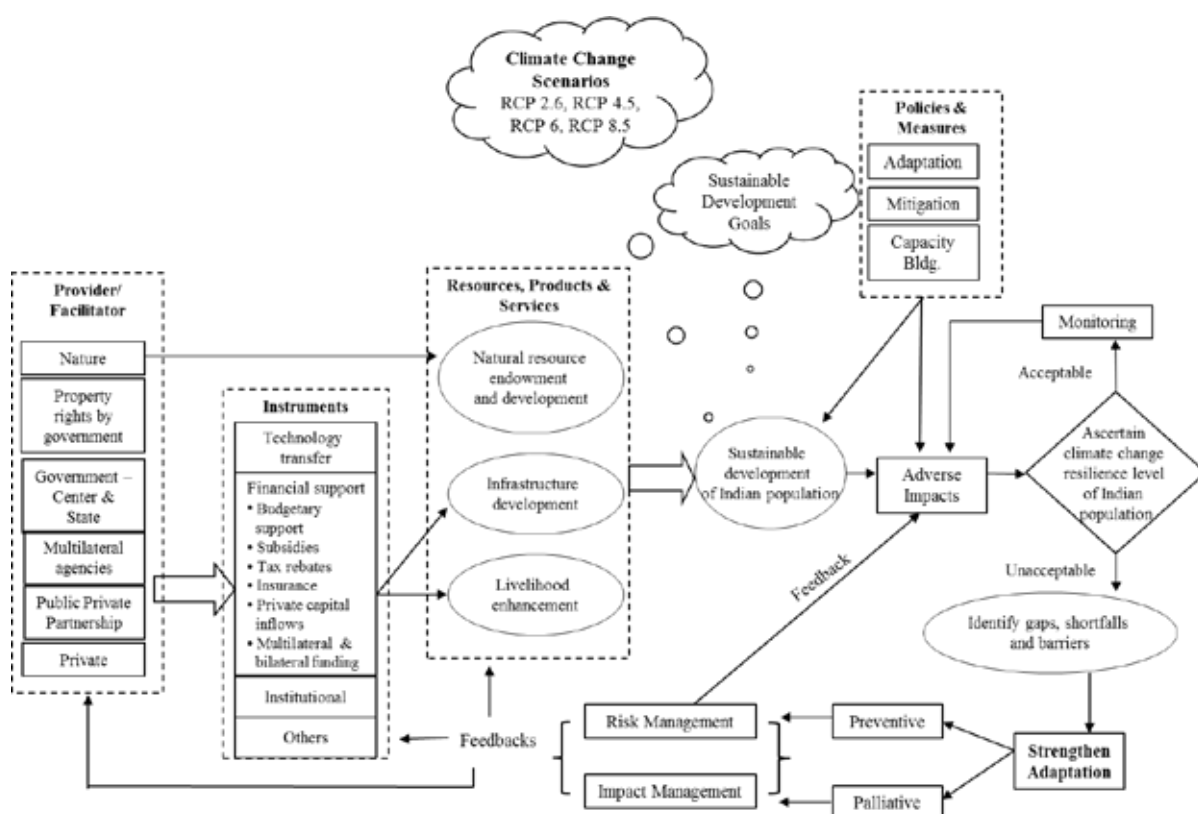 Climate Change
Scenarios
RCP 2.6, RCP 4.5,
RCP 6, RCP 8.5
Policies &
Measures
Adaptation
Mitigation
Capacity
Bldg.
Sustainable
Development
Goals
Provider/
Facilitator
Nature
Property
rights by
government
Government –
Center &
State
Multilateral
agencies
Public Private
Partnership
Private
Instruments
Technology
transfer
Financial support
• Budgetary
support
• Subsidies
• Tax rebates
• Insurance
• Private capital
inflows
• Multilateral &
bilateral funding
Institutional
Others
Resources, Products &
Services
Natural resource
endowment
and development
Infrastructure
development
Livelihood
enhancement
Sustainable
development
of Indian population
Adverse
Impacts
Monitoring
Acceptable
Ascertain
climate change
resilience level
of Indian
population
Unacceptable
Identify gaps, shortfalls
and barriers
Strengthen
Adaptation
Preventive
Palliative
Risk Management
Impact Management
Feedback
Feedbacks